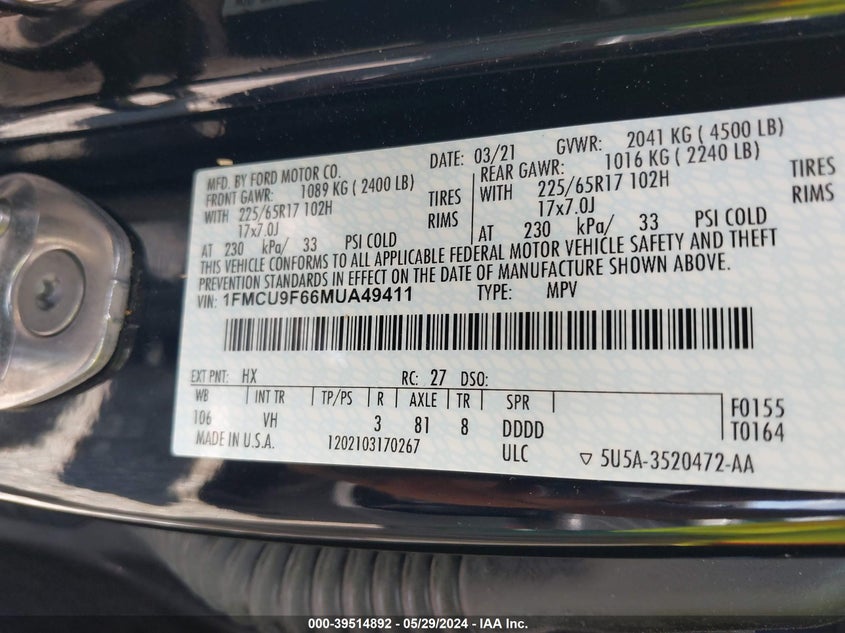 MFD. BY FORD MOTOR CO. DATE: 03/21 GVWR: 2041 KG ( 4500 LB)
FRONT GAWR: 1089 KG ( 2400 LB) REAR GAWR: 1016 KG ( 2240 LB)
WITH 225/65R17 102H TIRES WITH 225/65R17 102H TIRES
17x7.0J RIMS 17x7.0J RIMS
AT 230 kPa/ 33 PSI COLD AT 230 kPa/ 33 PSI COLD
THIS VEHICLE CONFORMS TO ALL APPLICABLE FEDERAL MOTOR VEHICLE SAFETY AND THEFT
PREVENTION STANDARDS IN EFFECT ON THE DATE OF MANUFACTURE SHOWN ABOVE.
VIN: 1FMCU9F66MUA49411 TYPE: MPV
EXT PNT: HX RC: 27 DSO:
WB INT TR TP/PS R AXLE TR SPR
106 VH 3 81 8 DDDD F0155
MADE IN U.S.A. 1202103170267 ULC T0164
5U5A-3520472-AA
000-39514892 - 05/29/2024 - IAA Inc.